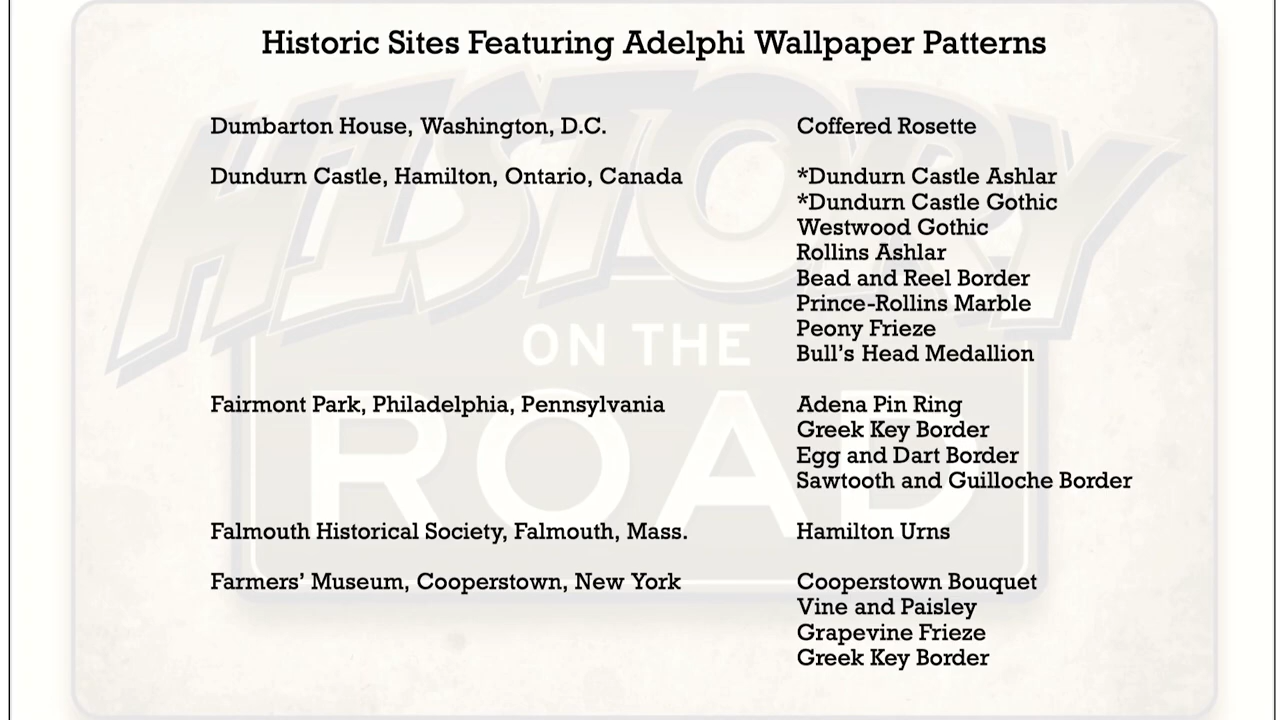 Historic Sites Featuring Adelphi Wallpaper Patterns
HISTORY
ON THE
ROAD
Dumbarton House, Washington, D.C. Coffered Rosette
Dundurn Castle, Hamilton, Ontario, Canada *Dundurn Castle Ashlar
*Dundurn Castle Gothic
Westwood Gothic
Rollins Ashlar
Bead and Reel Border
Prince-Rollins Marble
Peony Frieze
Bull's Head Medallion
Fairmont Park, Philadelphia, Pennsylvania Adena Pin Ring
Greek Key Border
Egg and Dart Border
Sawtooth and Guilloche Border
Falmouth Historical Society, Falmouth, Mass. Hamilton Urns
Farmers' Museum, Cooperstown, New York Cooperstown Bouquet
Vine and Paisley
Grapevine Frieze
Greek Key Border